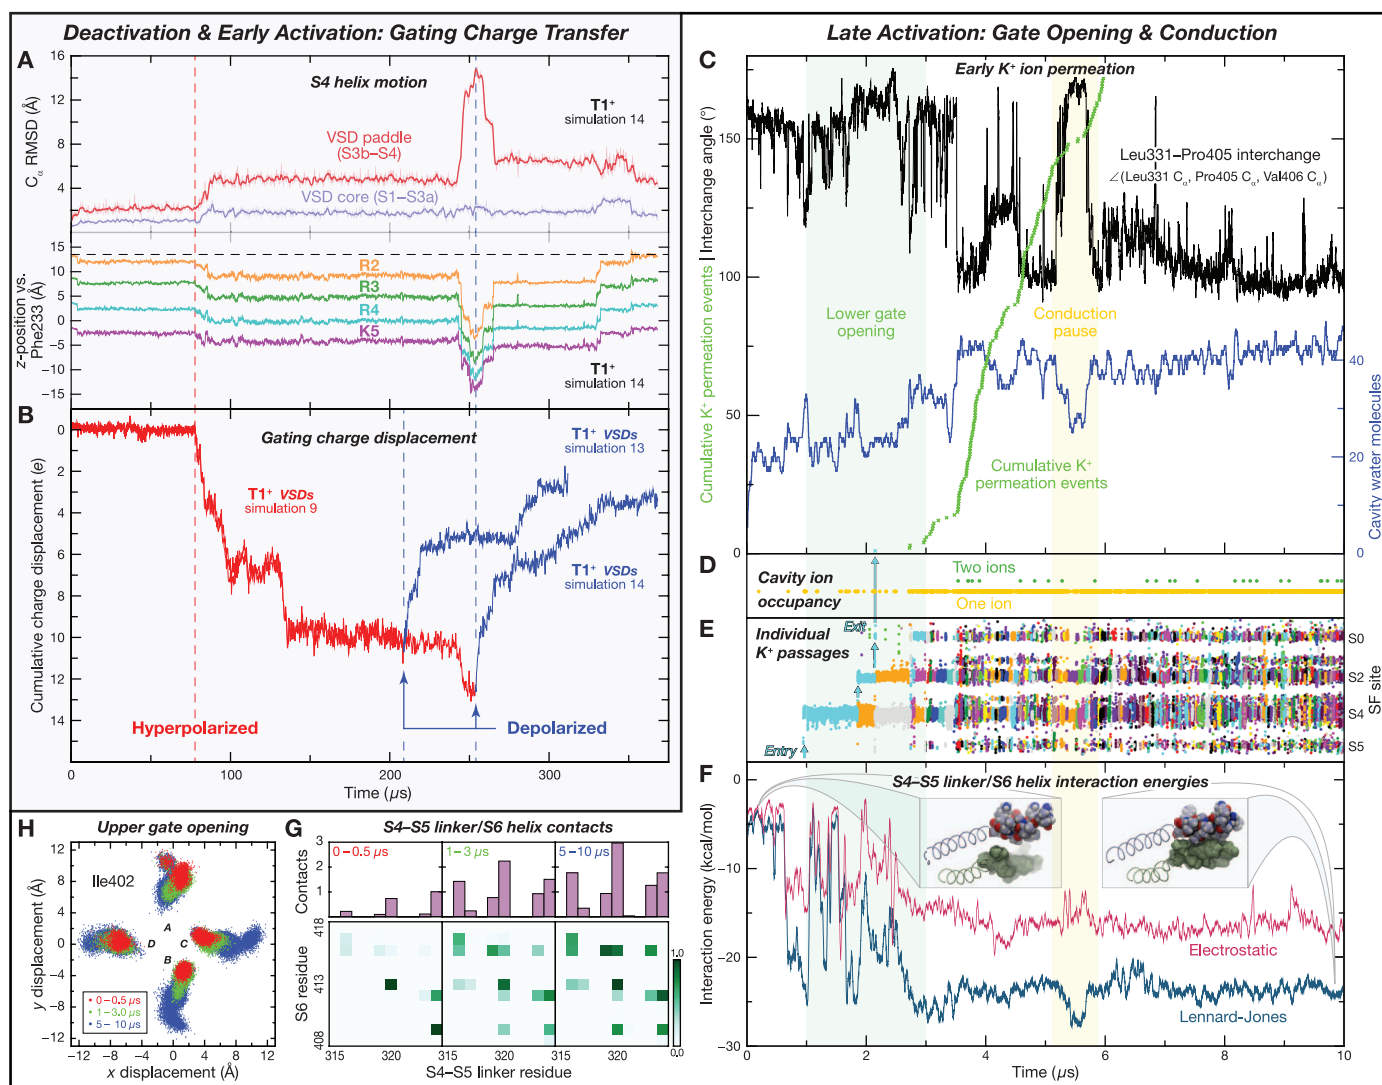 Deactivation & Early Activation: Gating Charge Transfer
A
S4 helix motion
T1⁺
simulation 14
VSD paddle
(S3b–S4)
VSD core (S1–S3a)
Cα RMSD (Å)
16
12
8
4
R2
R3
R4
K5
T1⁺
simulation 14
z-position vs.
Phe233 (Å)
15
10
5
0
−5
−10
−15
0
100
200
300
B
Gating charge displacement
T1⁺ VSDs
simulation 13
T1⁺ VSDs
simulation 9
T1⁺ VSDs
simulation 14
Hyperpolarized
Depolarized
Cumulative charge displacement (e)
0
2
4
6
8
10
12
14
0
100
200
300
Time (μs)
Late Activation: Gate Opening & Conduction
C
Early K⁺ ion permeation
Leu331–Pro405 interchange
∠(Leu331 Cα, Pro405 Cα, Val406 Cα)
Lower gate
opening
Conduction
pause
Cumulative K⁺
permeation events
Cumulative K⁺ permeation events | Interchange angle (°)
150
100
50
0
Cavity water molecules
40
20
0
0
2
4
6
8
10
D
Cavity ion
occupancy
Two ions
One ion
E
Individual
K⁺ passages
Exit
Entry
S0
S2
S4
S5
SF site
F
S4–S5 linker/S6 helix interaction energies
Electrostatic
Lennard-Jones
Interaction energy (kcal/mol)
0
−10
−20
−30
0
2
4
6
8
10
Time (μs)
H
Upper gate opening
Ile402
A
D
C
B
0–0.5 μs
1–3.0 μs
5–10 μs
y displacement (Å)
12
8
4
0
−4
−8
−12
−12
−8
−4
0
4
8
12
x displacement (Å)
G
S4–S5 linker/S6 helix contacts
0–0.5 μs
1–3 μs
5–10 μs
Contacts
3
2
1
0
S6 residue
418
413
408
1.0
0.0
315
320
315
320
315
320
S4–S5 linker residue